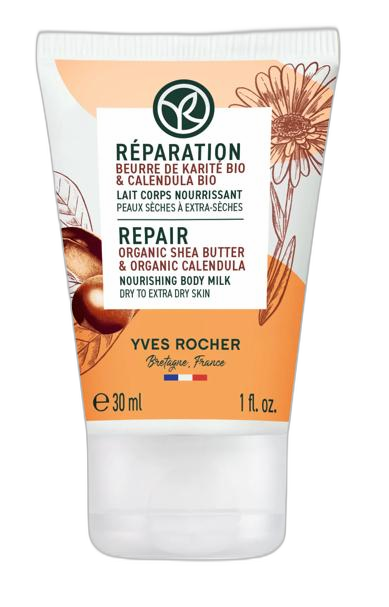 RÉPARATION
BEURRE DE KARITÉ BIO
& CALENDULA BIO
LAIT CORPS NOURRISSANT
PEAUX SÈCHES À EXTRA-SÈCHES
REPAIR
ORGANIC SHEA BUTTER
& ORGANIC CALENDULA
NOURISHING BODY MILK
DRY TO EXTRA DRY SKIN
YVES ROCHER
Bretagne, France
℮ 30 ml 1 fl. oz.